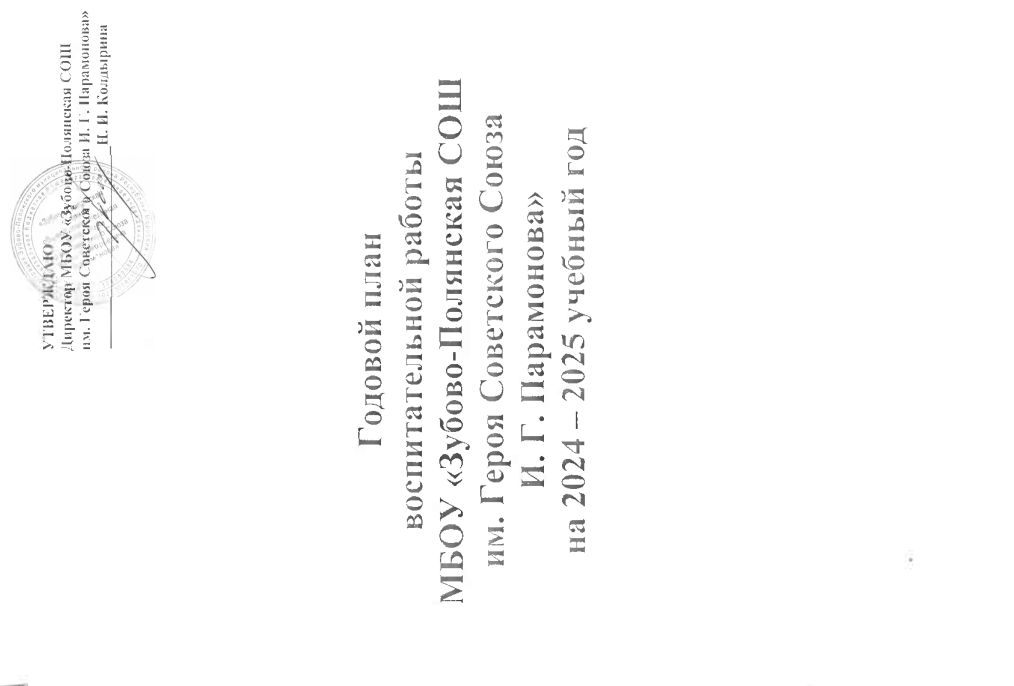 УТВЕРЖДАЮ
Директор МБОУ «Зубово-Полянская СОШ
им. Героя Советского Союза И. Г. Парамонова»
Н. И. Колдырина
Годовой план
воспитательной работы
МБОУ «Зубово-Полянская СОШ
им. Героя Советского Союза
И. Г. Парамонова»
на 2024 – 2025 учебный год